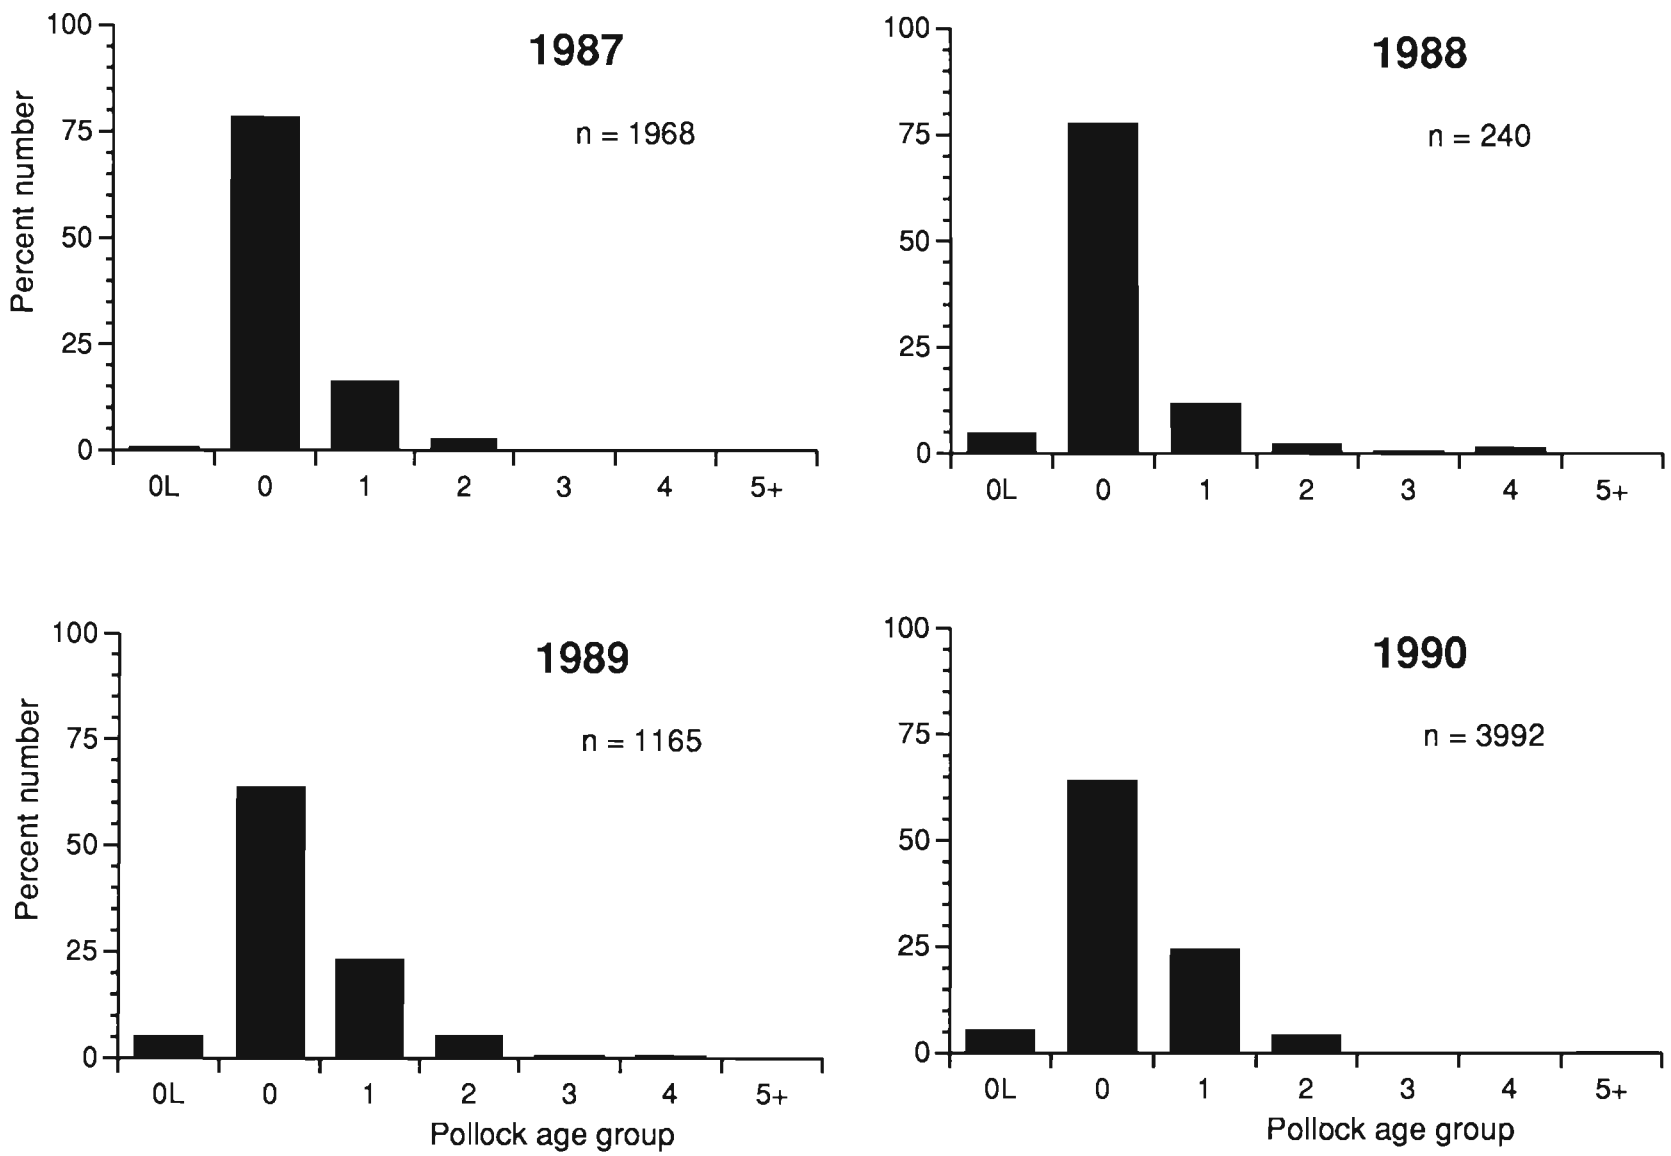 1987
n = 1968
Percent number
100
75
50
25
0
0L 0 1 2 3 4 5+
1988
n = 240
100
75
50
25
0
0L 0 1 2 3 4 5+
1989
n = 1165
Percent number
100
75
50
25
0
0L 0 1 2 3 4 5+
Pollock age group
1990
n = 3992
100
75
50
25
0
0L 0 1 2 3 4 5+
Pollock age group